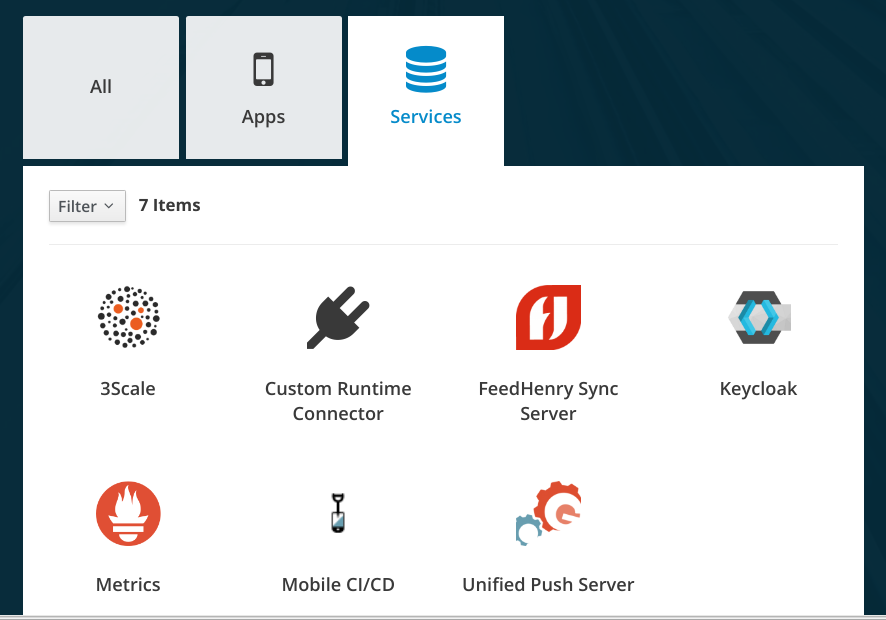 All
Apps
Services
Filter
7 Items
3Scale
Custom Runtime
Connector
FeedHenry Sync
Server
Keycloak
Metrics
Mobile CI/CD
Unified Push Server